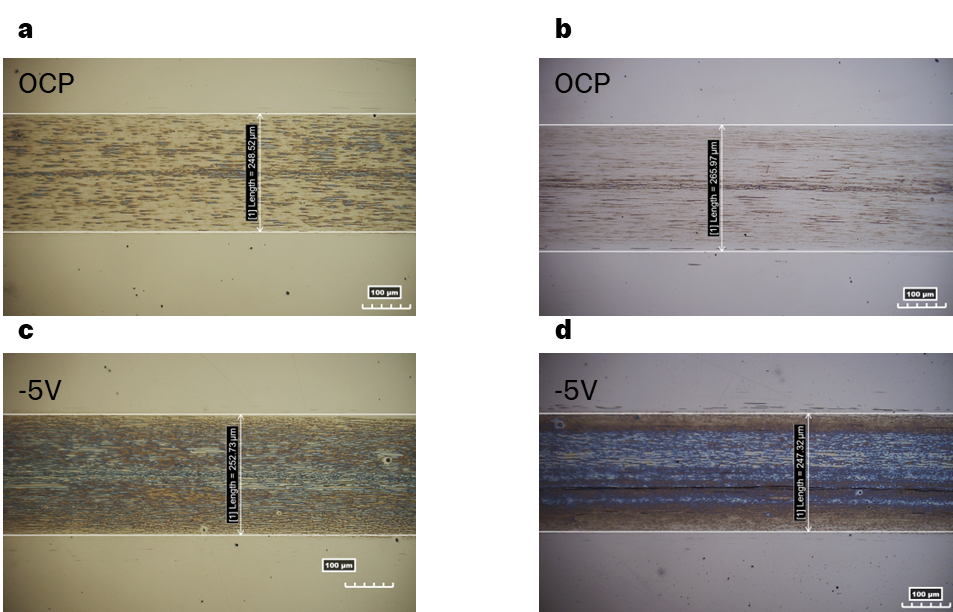 a
b
OCP
OCP
[1] Length = 248.52 µm
[1] Length = 265.97 µm
100 µm
100 µm
c
d
-5V
-5V
[1] Length = 252.73 µm
[1] Length = 247.32 µm
100 µm
100 µm